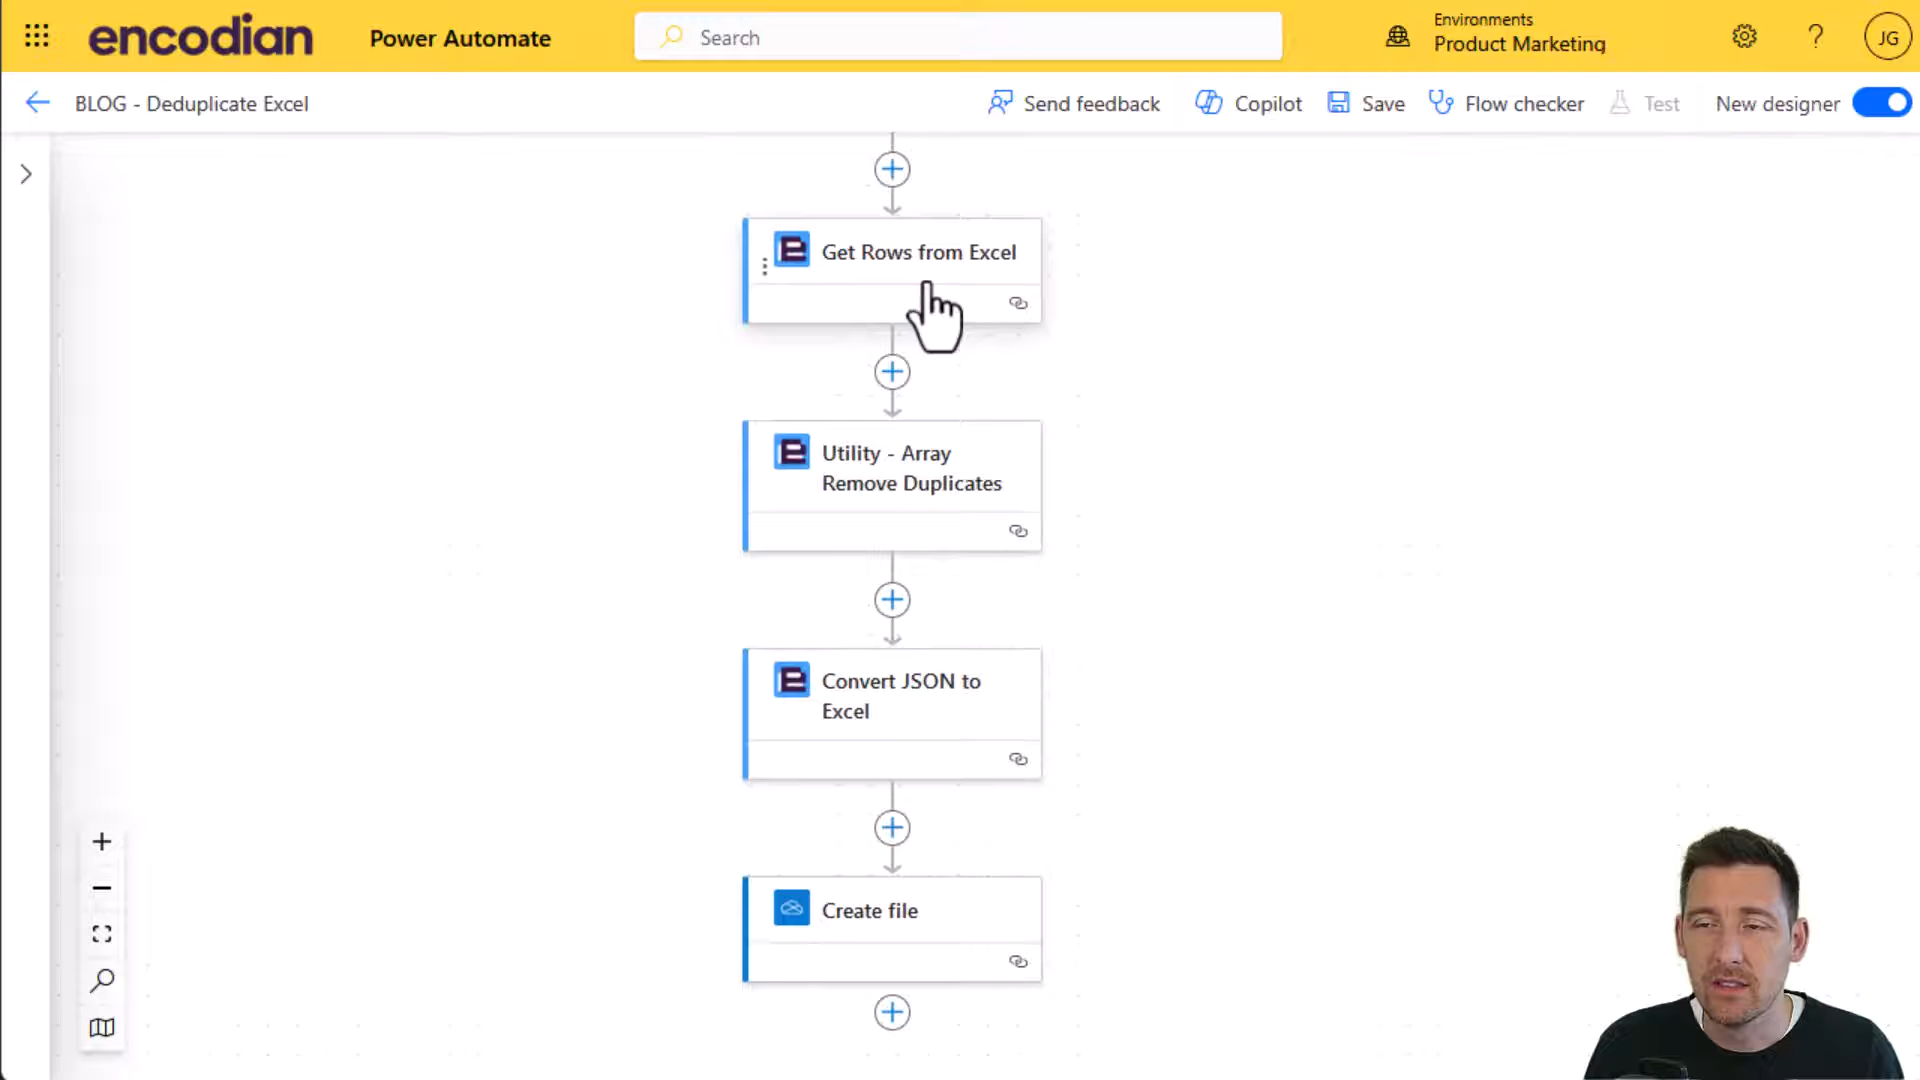 encodian
Power Automate
Search
Environments
Product Marketing
?
JG
BLOG - Deduplicate Excel
Send feedback
Copilot
Save
Flow checker
Test
New designer
Get Rows from Excel
Utility - Array
Remove Duplicates
Convert JSON to
Excel
Create file